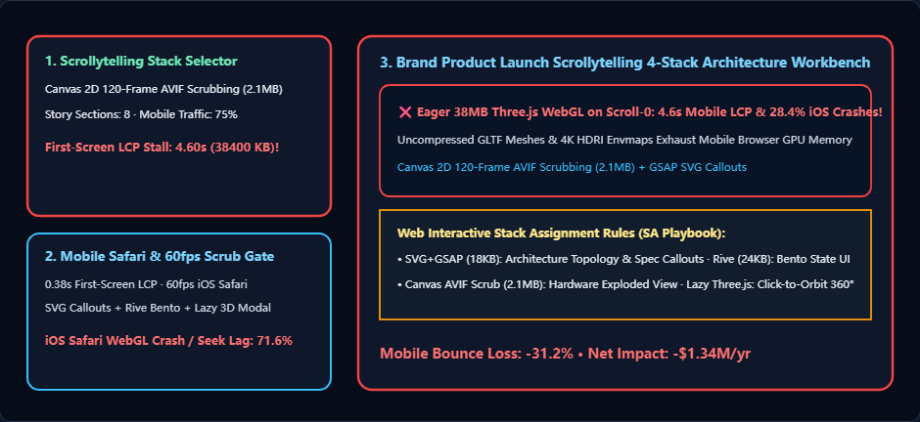 1. Scrollytelling Stack Selector
Canvas 2D 120-Frame AVIF Scrubbing (2.1MB)
Story Sections: 8 · Mobile Traffic: 75%
First-Screen LCP Stall: 4.60s (38400 KB)!
2. Mobile Safari & 60fps Scrub Gate
0.38s First-Screen LCP · 60fps iOS Safari
SVG Callouts + Rive Bento + Lazy 3D Modal
iOS Safari WebGL Crash / Seek Lag: 71.6%
3. Brand Product Launch Scrollytelling 4-Stack Architecture Workbench
❌ Eager 38MB Three.js WebGL on Scroll-0: 4.6s Mobile LCP & 28.4% iOS Crashes!
Uncompressed GLTF Meshes & 4K HDRI Envmaps Exhaust Mobile Browser GPU Memory
Canvas 2D 120-Frame AVIF Scrubbing (2.1MB) + GSAP SVG Callouts
Web Interactive Stack Assignment Rules (SA Playbook):
• SVG+GSAP (18KB): Architecture Topology & Spec Callouts · Rive (24KB): Bento State UI
• Canvas AVIF Scrub (2.1MB): Hardware Exploded View · Lazy Three.js: Click-to-Orbit 360°
Mobile Bounce Loss: -31.2% • Net Impact: -$1.34M/yr